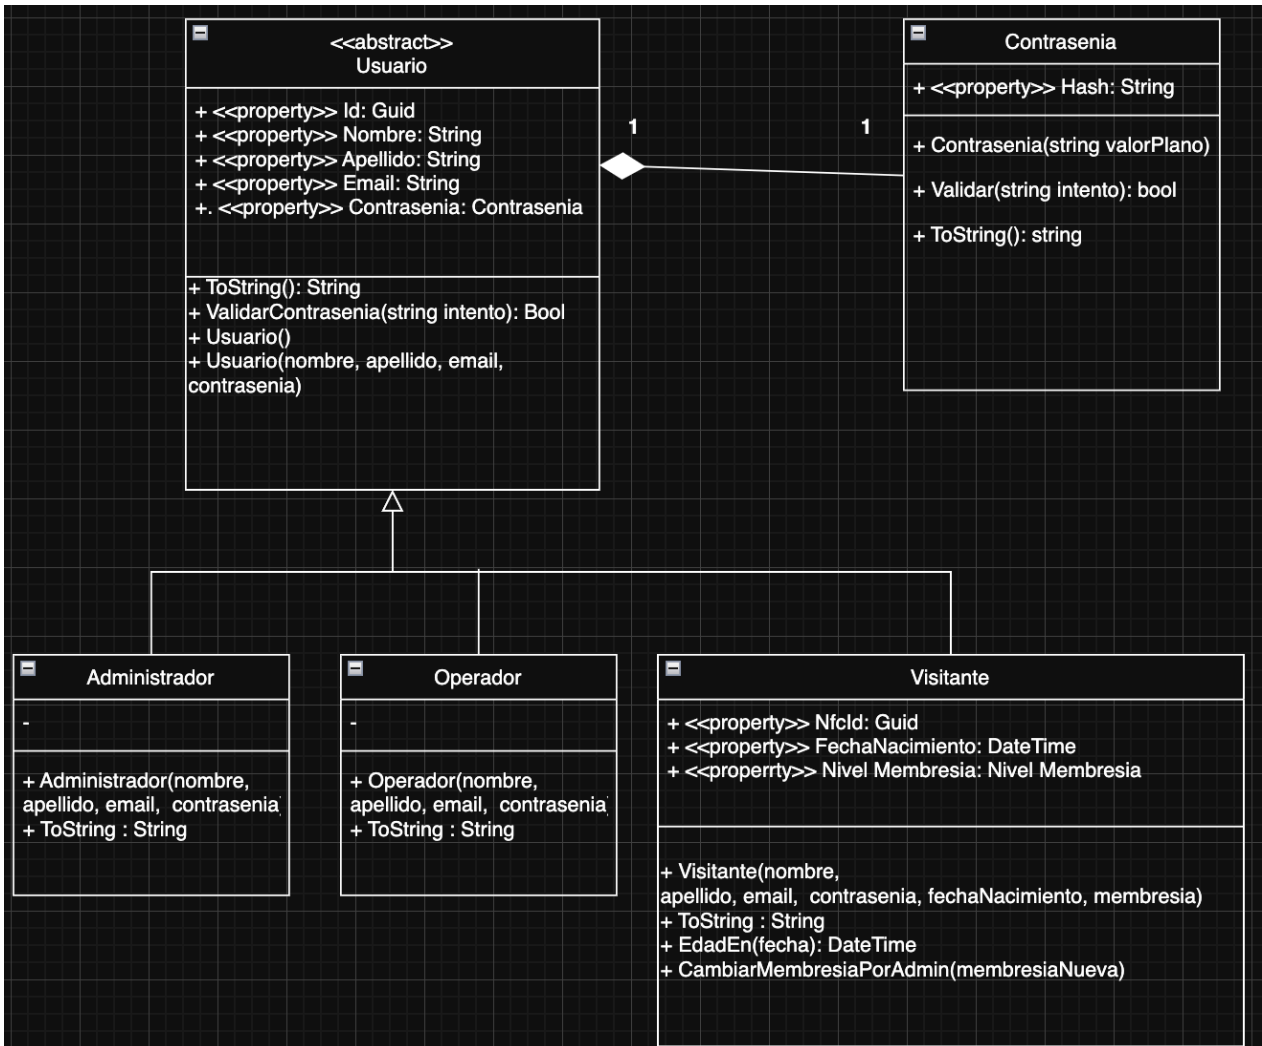 <<abstract>>
Usuario
+ <<property>> Id: Guid
+ <<property>> Nombre: String
+ <<property>> Apellido: String
+ <<property>> Email: String
+. <<property>> Contrasenia: Contrasenia
+ ToString(): String
+ ValidarContrasenia(string intento): Bool
+ Usuario()
+ Usuario(nombre, apellido, email,
contrasenia)
1
1
Contrasenia
+ <<property>> Hash: String
+ Contrasenia(string valorPlano)
+ Validar(string intento): bool
+ ToString(): string
Administrador
-
+ Administrador(nombre,
apellido, email,  contrasenia
+ ToString : String
Operador
-
+ Operador(nombre,
apellido, email,  contrasenia
+ ToString : String
Visitante
+ <<property>> NfcId: Guid
+ <<property>> FechaNacimiento: DateTime
+ <<properrty>> Nivel Membresia: Nivel Membresia
+ Visitante(nombre,
apellido, email,  contrasenia, fechaNacimiento, membresia)
+ ToString : String
+ EdadEn(fecha): DateTime
+ CambiarMembresiaPorAdmin(membresiaNueva)